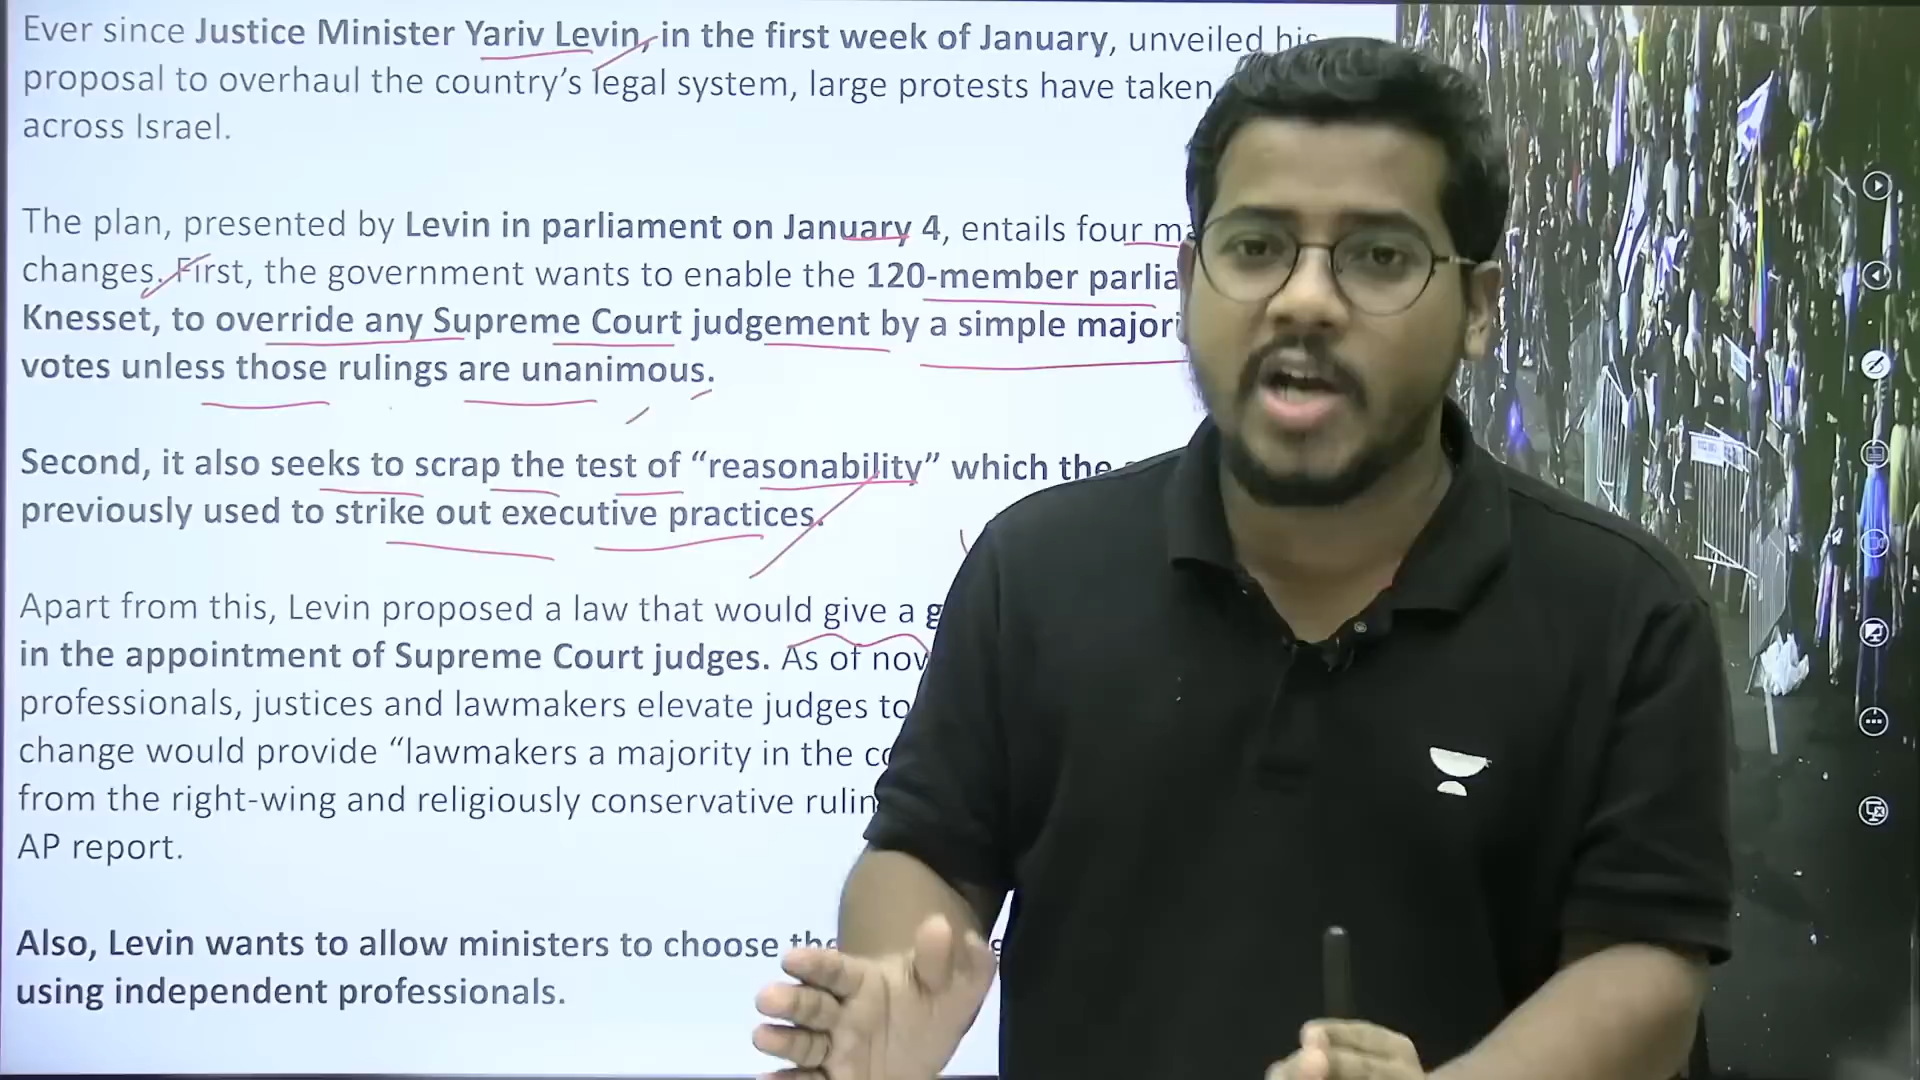 Ever since Justice Minister Yariv Levin, in the first week of January, unveiled his
proposal to overhaul the country’s legal system, large protests have taken
across Israel.
The plan, presented by Levin in parliament on January 4, entails four
changes. First, the government wants to enable the 120-member
Knesset, to override any Supreme Court judgement by a simple
votes unless those rulings are unanimous.
Second, it also seeks to scrap the test of “reasonability” which the
previously used to strike out executive practices.
Apart from this, Levin proposed a law that would give a
in the appointment of Supreme Court judges. As of now
professionals, justices and lawmakers elevate judges to
change would provide “lawmakers a majority in the
from the right-wing and religiously conservative
AP report.
Also, Levin wants to allow ministers to choose
using independent professionals.